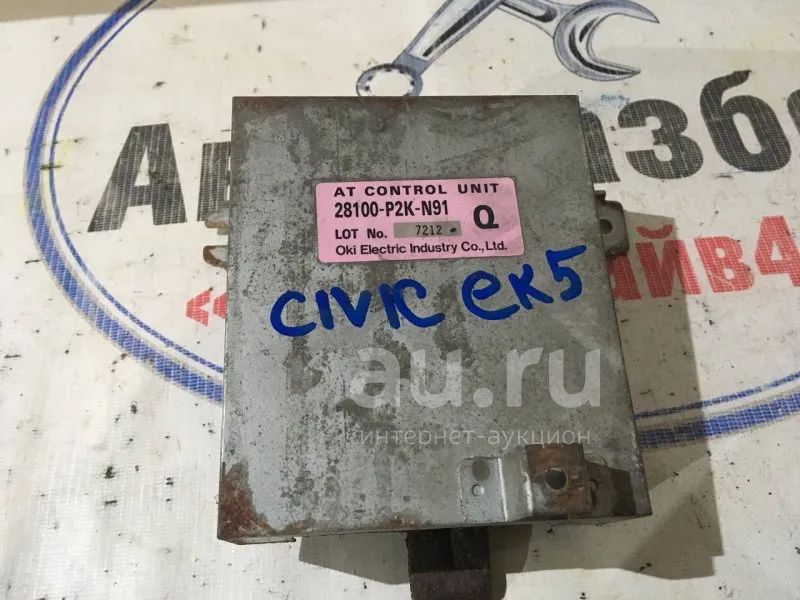 AT CONTROL UNIT
28100-P2K-N91 Q
LOT No. 7212
Oki Electric Industry Co., Ltd.
CIVIC eK5
au.ru
интернет-аукцион